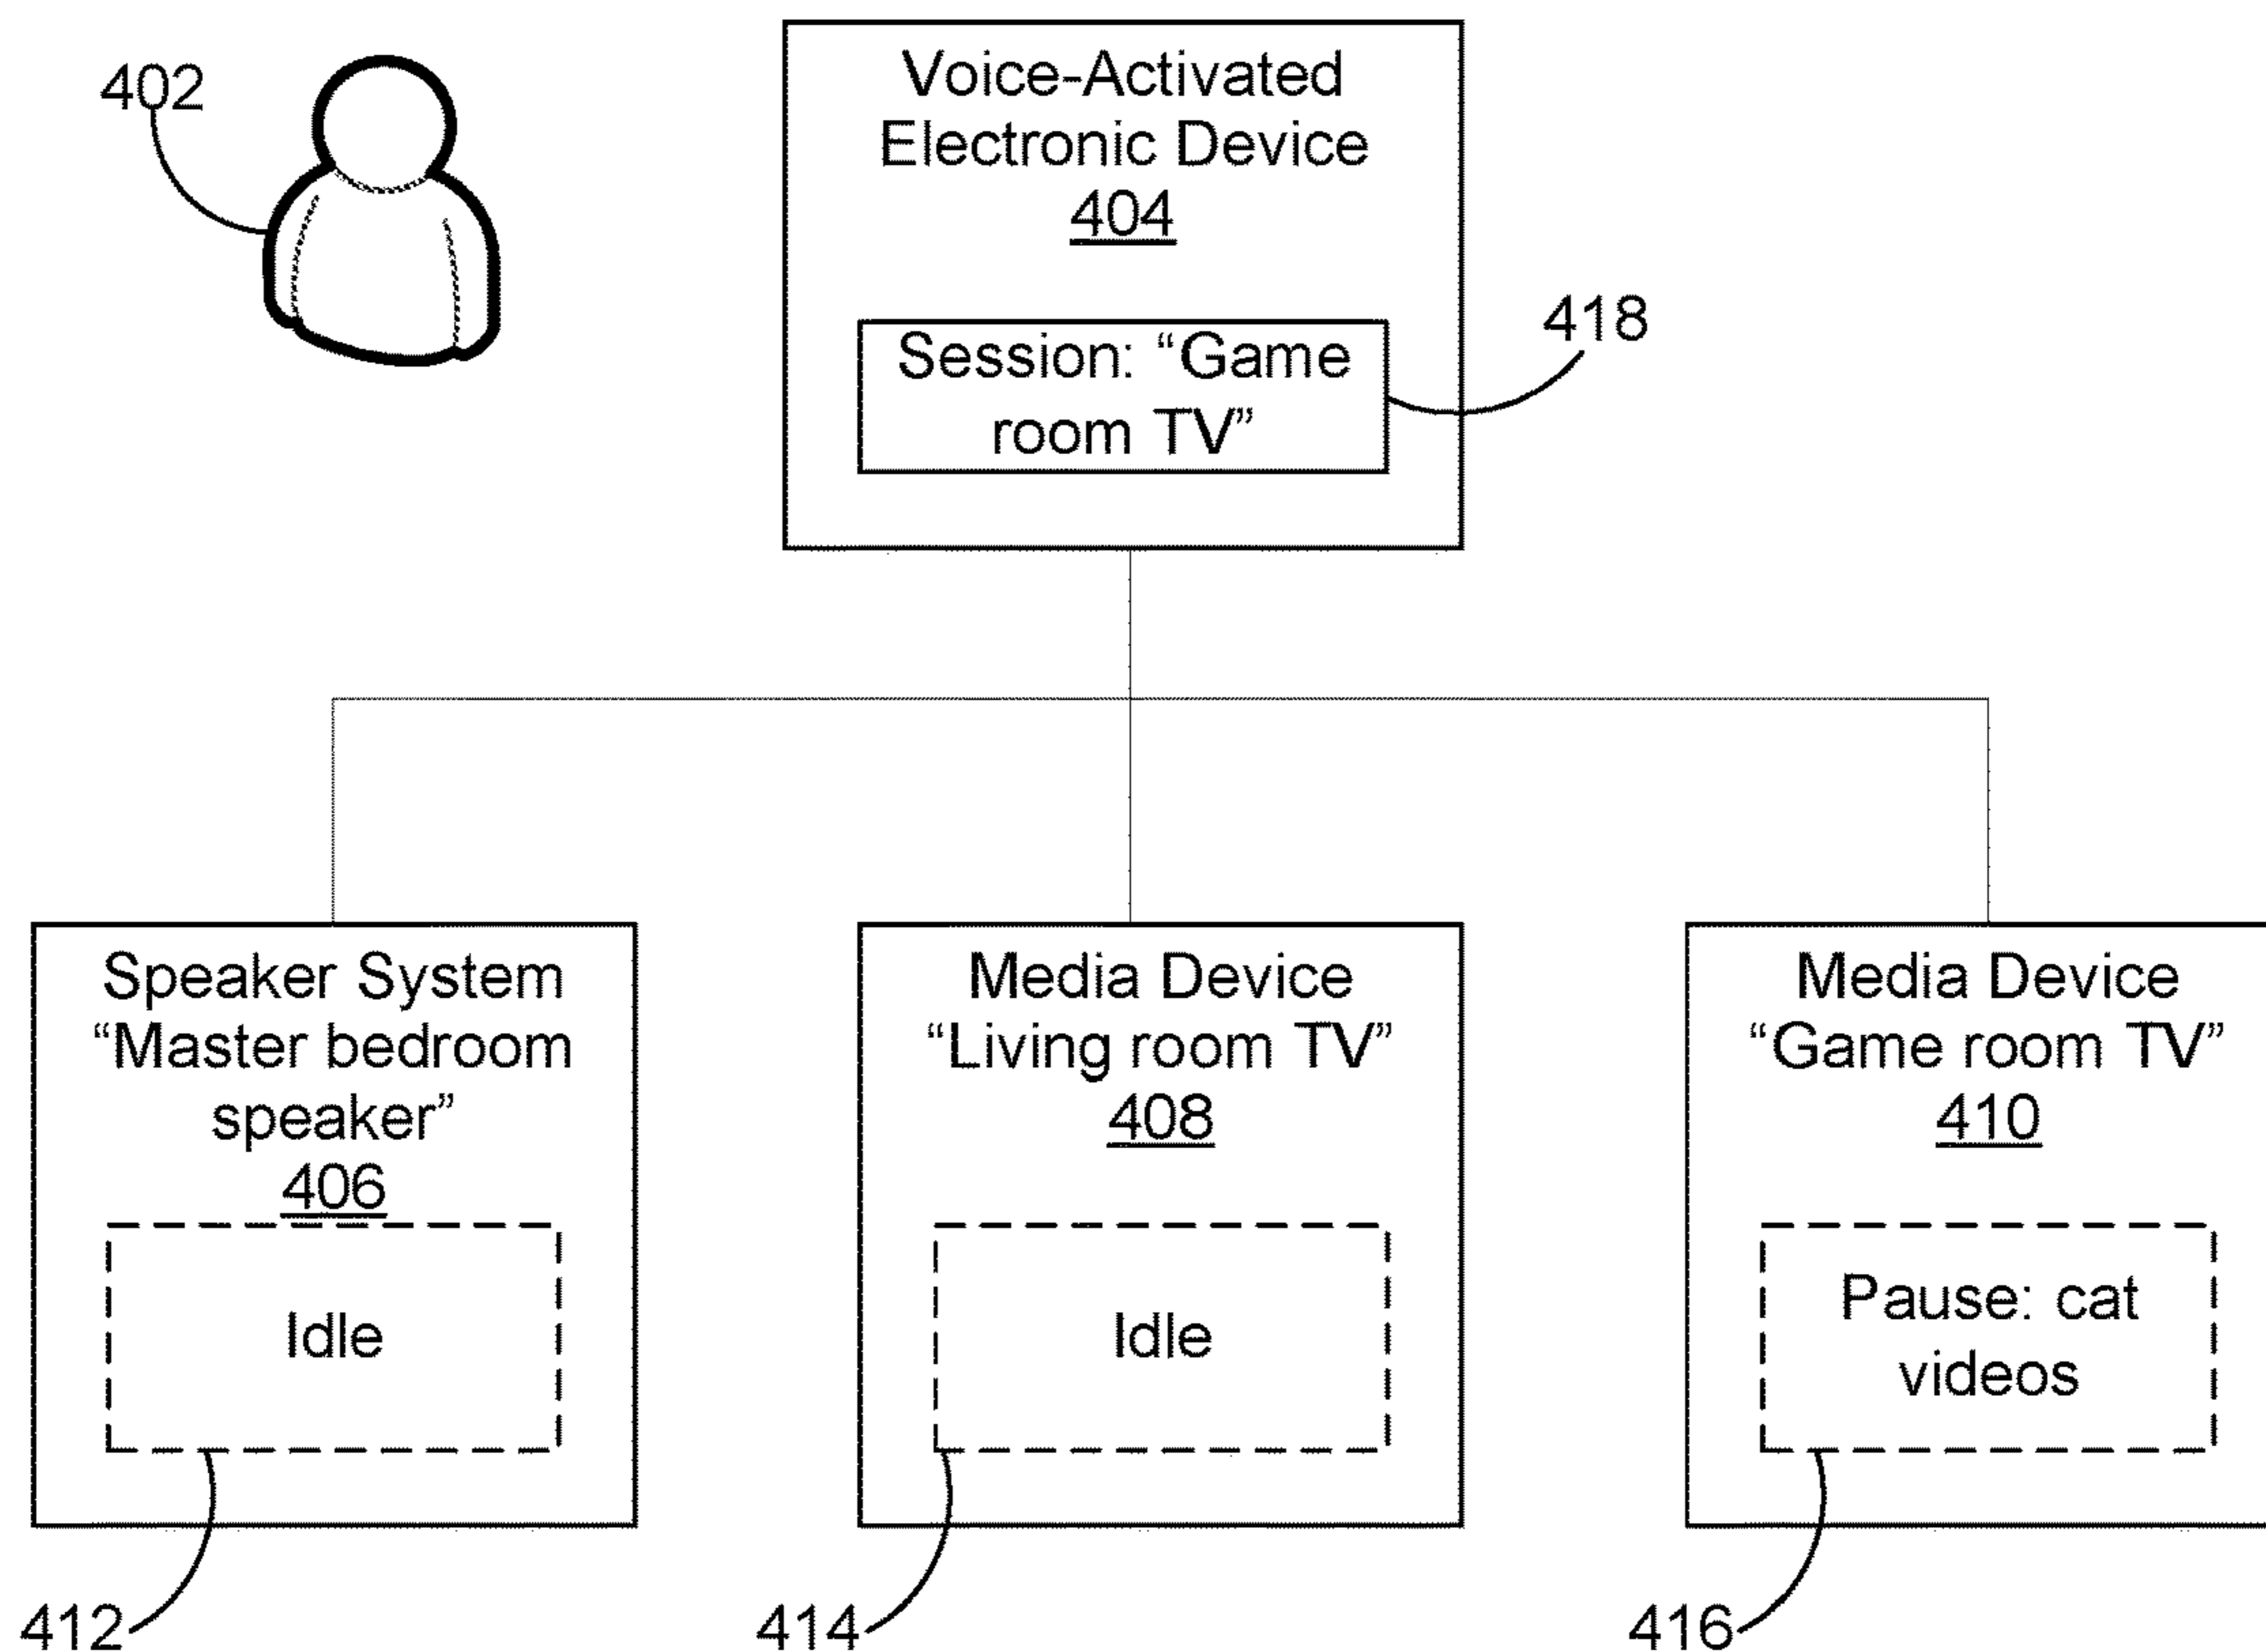 402
Voice-Activated
Electronic Device
404
Session: “Game
room TV”
418
Speaker System
“Master bedroom
speaker”
406
Idle
412
Media Device
“Living room TV”
408
Idle
414
Media Device
“Game room TV”
410
Pause: cat
videos
416